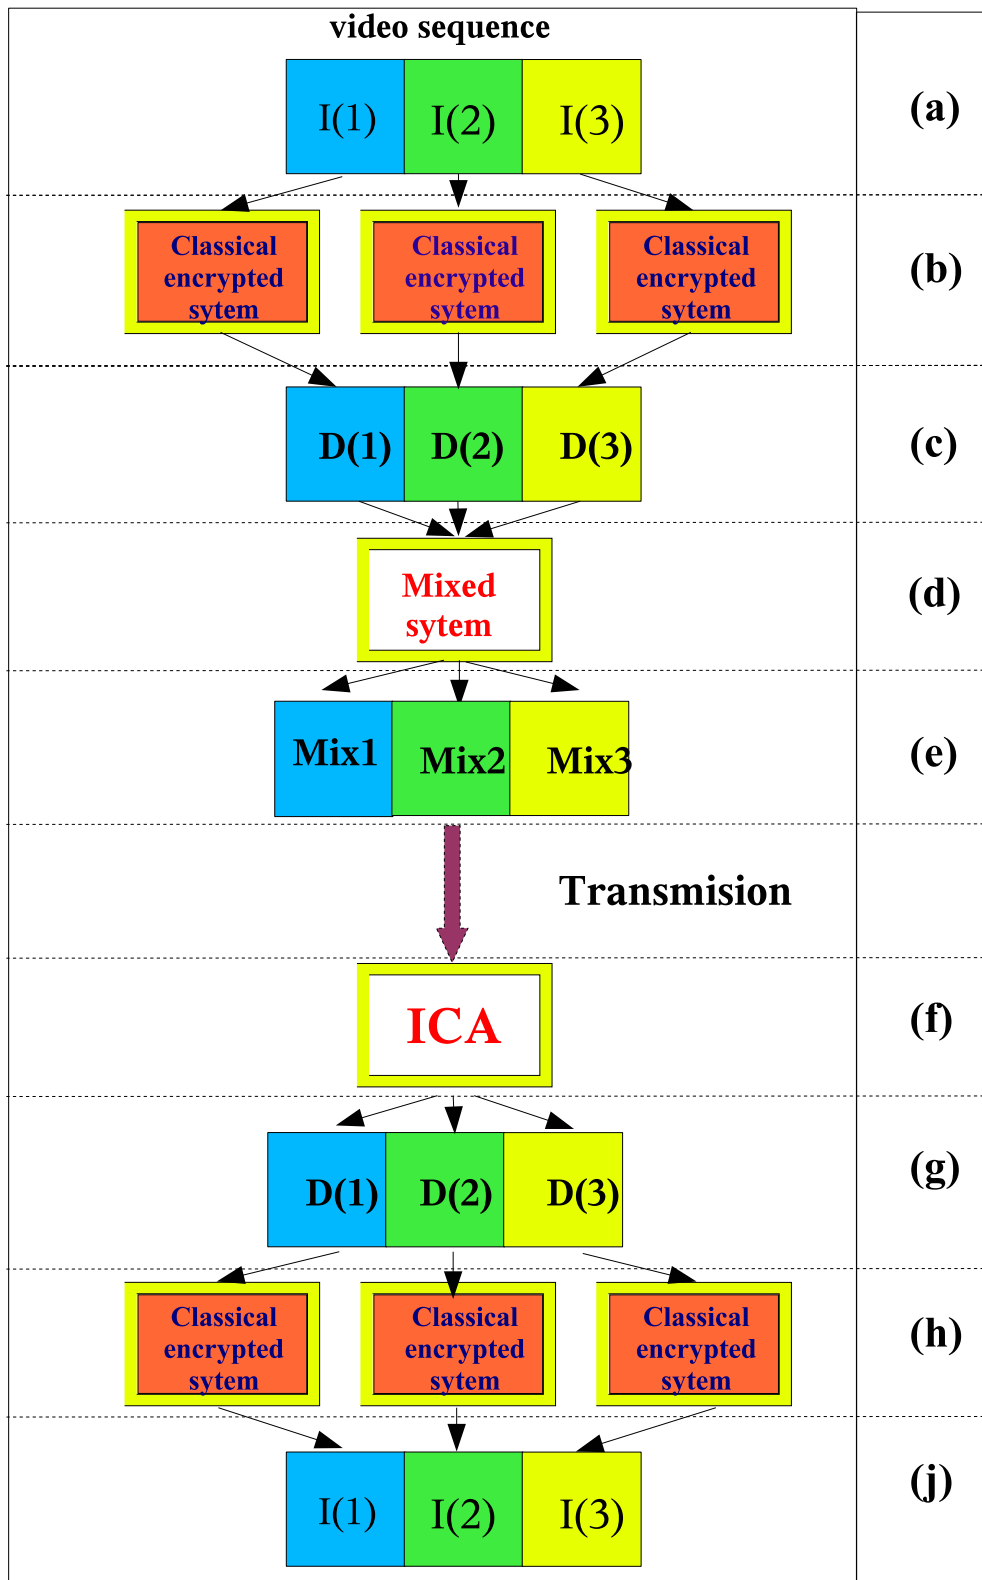 video sequence
I(1) I(2) I(3) (a)
Classical Classical Classical
encrypted encrypted encrypted (b)
sytem sytem sytem
D(1) D(2) D(3) (c)
Mixed
sytem (d)
Mix1 Mix2 Mix3 (e)
Transmision
ICA (f)
D(1) D(2) D(3) (g)
Classical Classical Classical
encrypted encrypted encrypted (h)
sytem sytem sytem
I(1) I(2) I(3) (j)